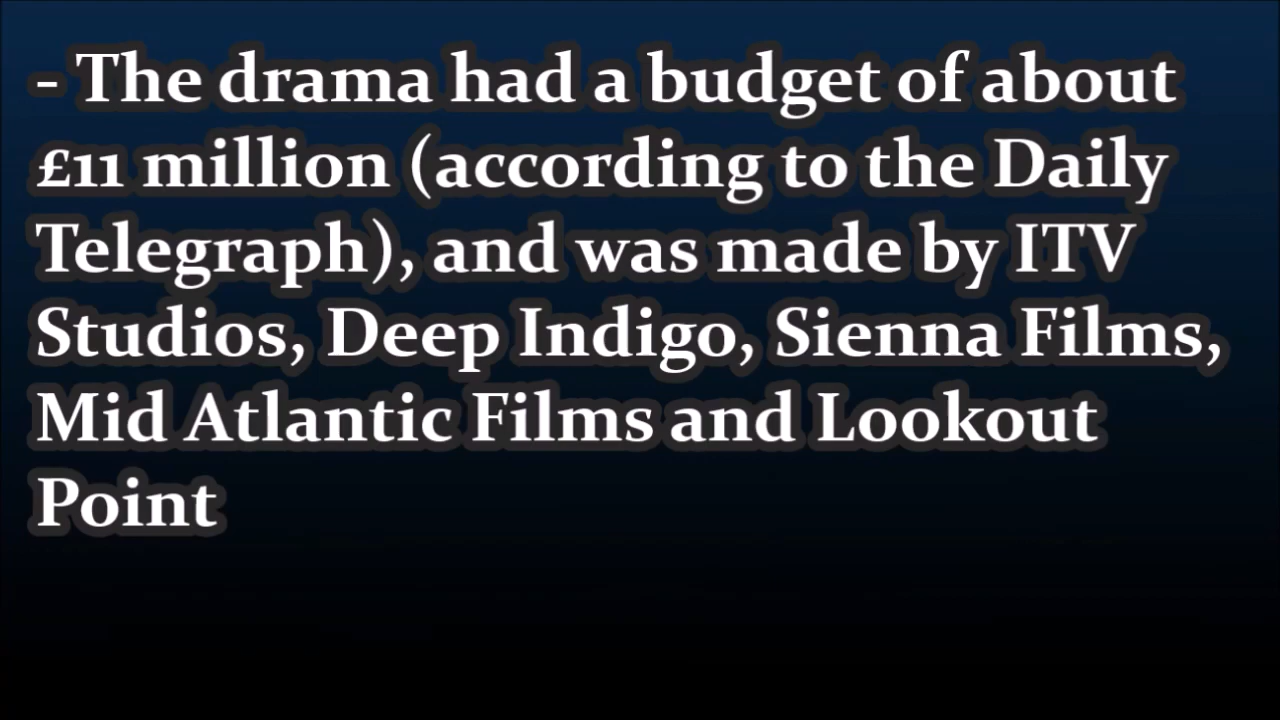 - The drama had a budget of about
£11 million (according to the Daily
Telegraph), and was made by ITV
Studios, Deep Indigo, Sienna Films,
Mid Atlantic Films and Lookout
Point